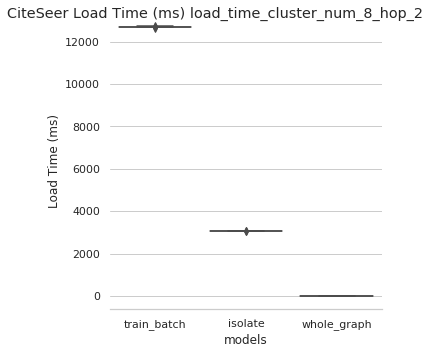 CiteSeer Load Time (ms) load_time_cluster_num_8_hop_2
12000
10000
8000
6000
4000
2000
0
Load Time (ms)
train_batch isolate whole_graph
models